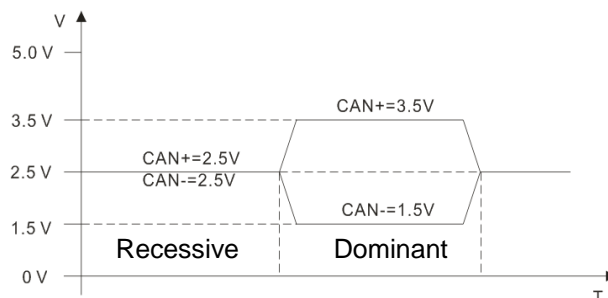 V
5.0 V
CAN+=3.5V
3.5 V
CAN+=2.5V
2.5 V
CAN-=2.5V
CAN-=1.5V
1.5 V
Recessive
Dominant
0 V
T